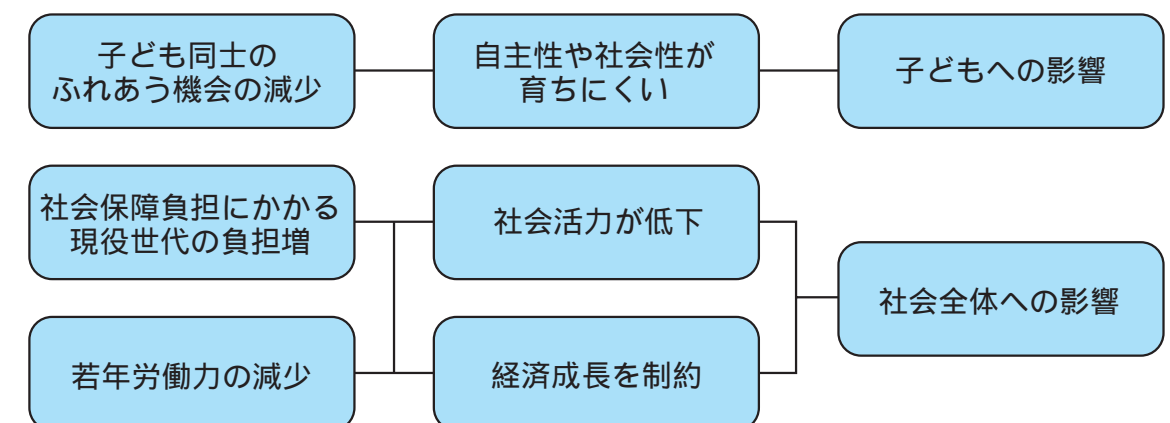 子ども同士の
ふれあう機会の減少
自主性や社会性が
育ちにくい
子どもへの影響
社会保障負担にかかる
現役世代の負担増
社会活力が低下
社会全体への影響
若年労働力の減少
経済成長を制約